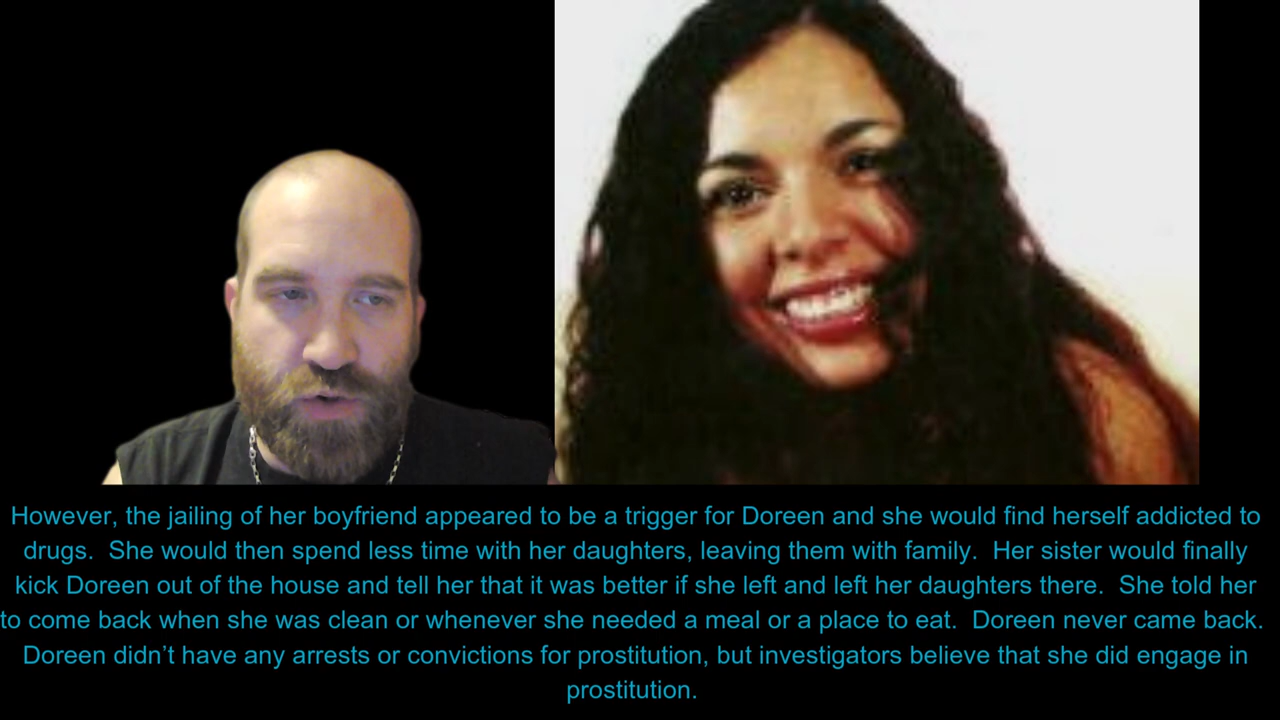 However, the jailing of her boyfriend appeared to be a trigger for Doreen and she would find herself addicted to
drugs.  She would then spend less time with her daughters, leaving them with family.  Her sister would finally
kick Doreen out of the house and tell her that it was better if she left and left her daughters there.  She told her
to come back when she was clean or whenever she needed a meal or a place to eat.  Doreen never came back.
Doreen didn’t have any arrests or convictions for prostitution, but investigators believe that she did engage in
prostitution.